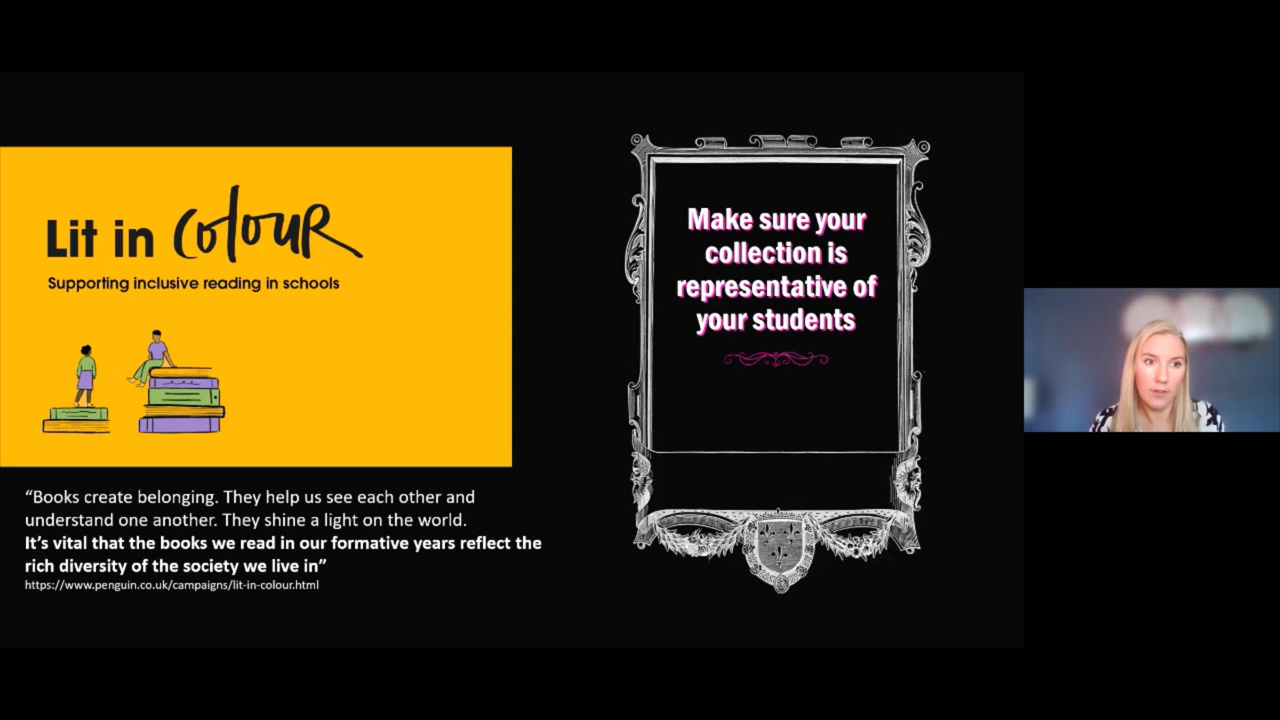 Lit in colouR
Supporting inclusive reading in schools
“Books create belonging. They help us see each other and
understand one another. They shine a light on the world.
It’s vital that the books we read in our formative years reflect the
rich diversity of the society we live in”
https://www.penguin.co.uk/campaigns/lit-in-colour.html
Make sure your
collection is
representative of
your students